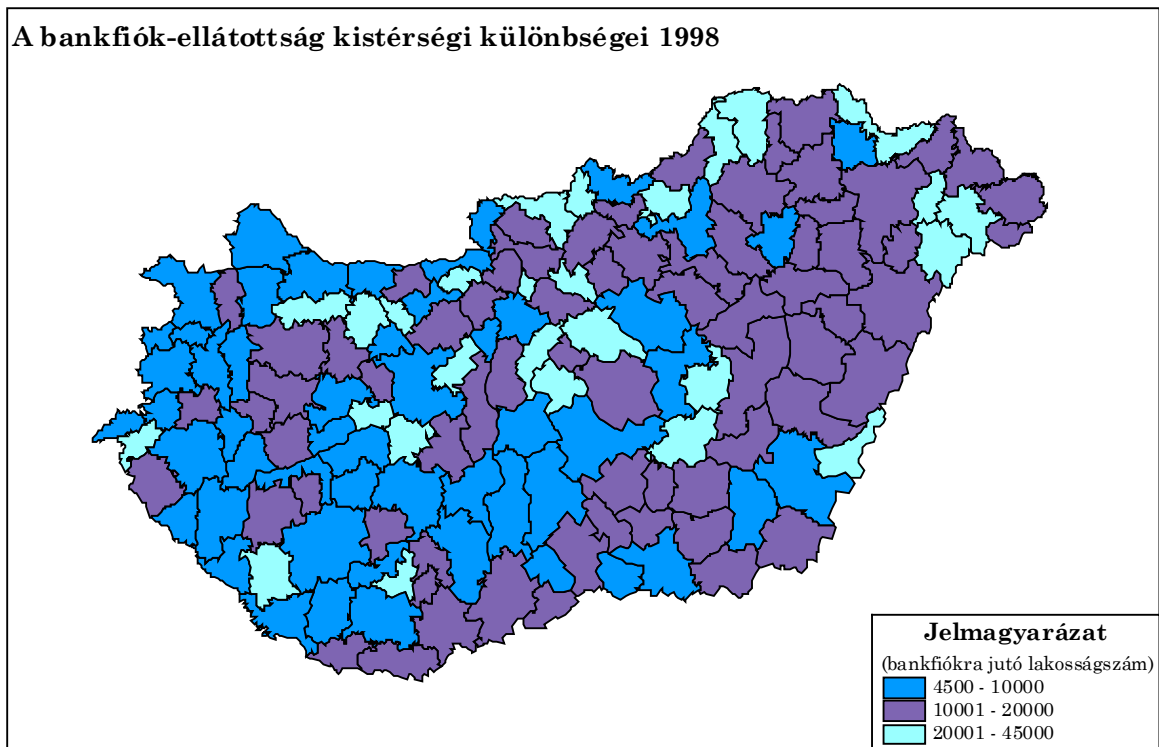 A bankfiók-ellátottság kistérségi különbségei 1998
Jelmagyarázat
(bankfiókra jutó lakosságszám)
4500 - 10000
10001 - 20000
20001 - 45000